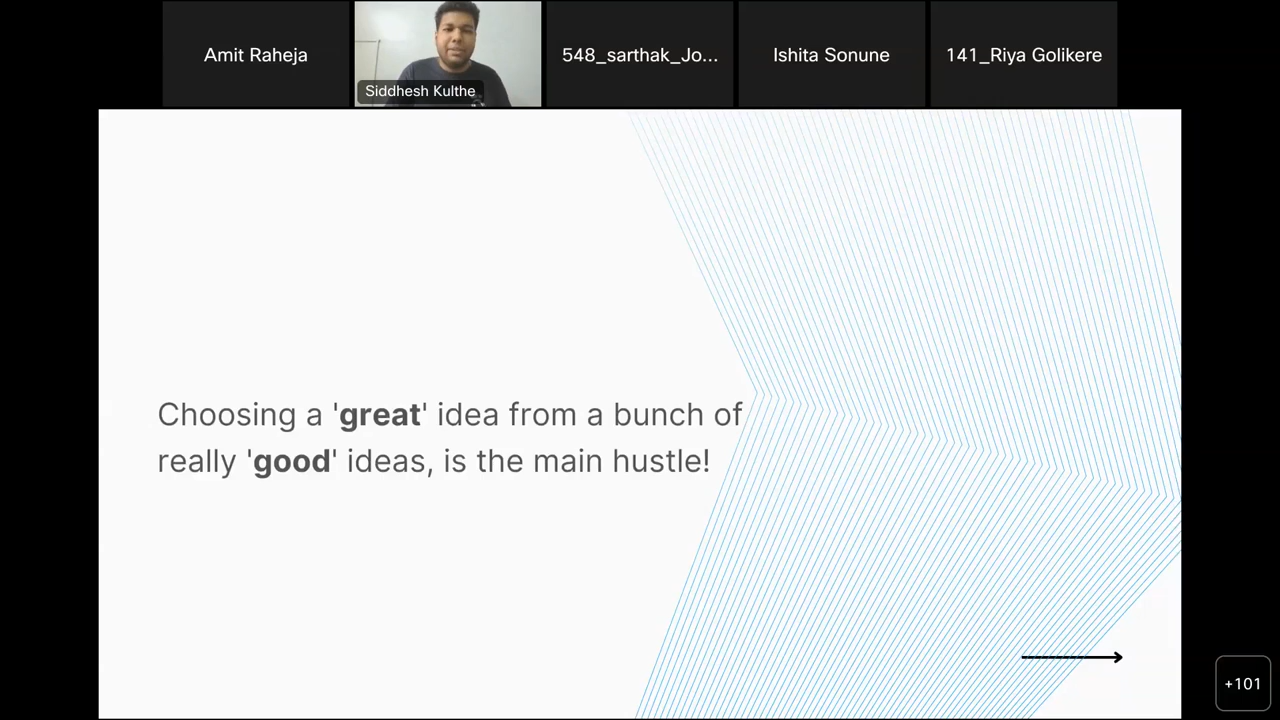 Amit Raheja
Siddhesh Kulthe
548_sarthak_Jo...
Ishita Sonune
141_Riya Golikere
Choosing a 'great' idea from a bunch of
really 'good' ideas, is the main hustle!
+101